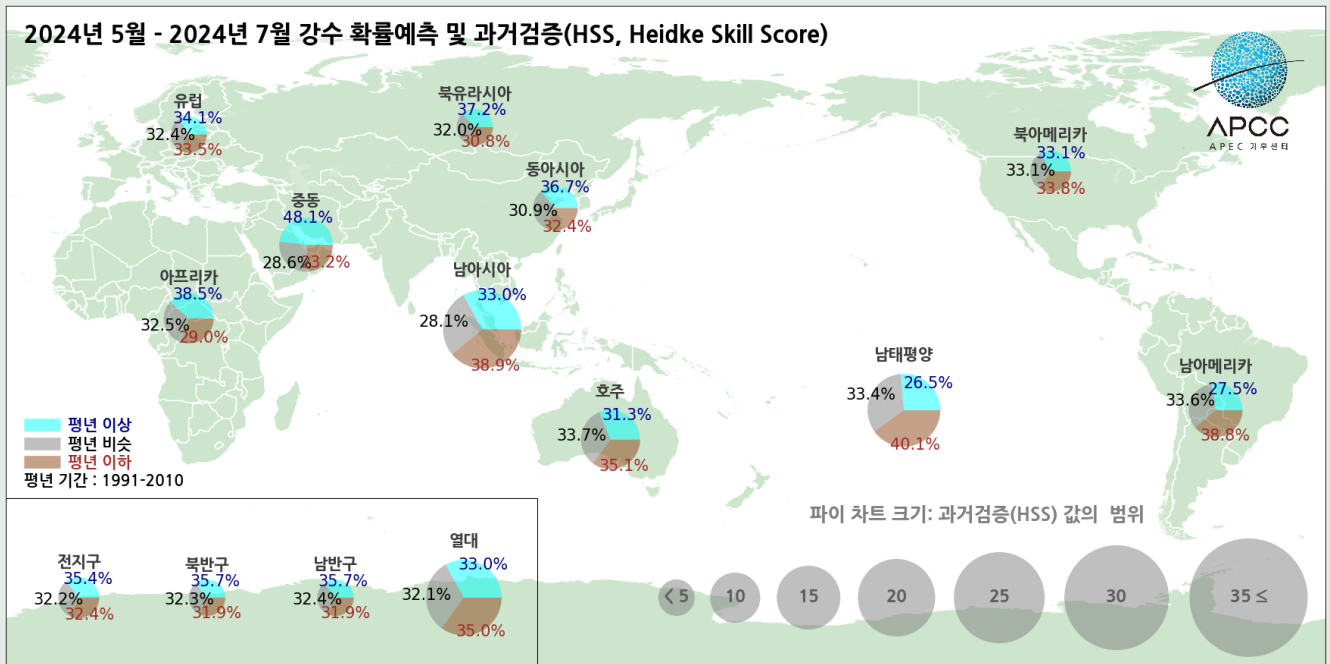 2024년 5월 - 2024년 7월 강수 확률예측 및 과거검증(HSS, Heidke Skill Score)
APCC
APEC 기후센터
유럽
34.1%
32.4%
33.5%
북유라시아
37.2%
32.0%
30.8%
동아시아
36.7%
30.9%
32.4%
북아메리카
33.1%
33.1%
33.8%
중동
48.1%
28.6%
23.2%
아프리카
38.5%
32.5%
29.0%
남아시아
33.0%
28.1%
38.9%
호주
31.3%
33.7%
35.1%
남태평양
26.5%
33.4%
40.1%
남아메리카
27.5%
33.6%
38.8%
평년 이상
평년 비슷
평년 이하
평년 기간 : 1991-2010
전지구
35.4%
32.2%
32.4%
북반구
35.7%
32.3%
31.9%
남반구
35.7%
32.4%
31.9%
열대
33.0%
32.1%
35.0%
파이 차트 크기: 과거검증(HSS) 값의 범위
< 5
10
15
20
25
30
35 ≤